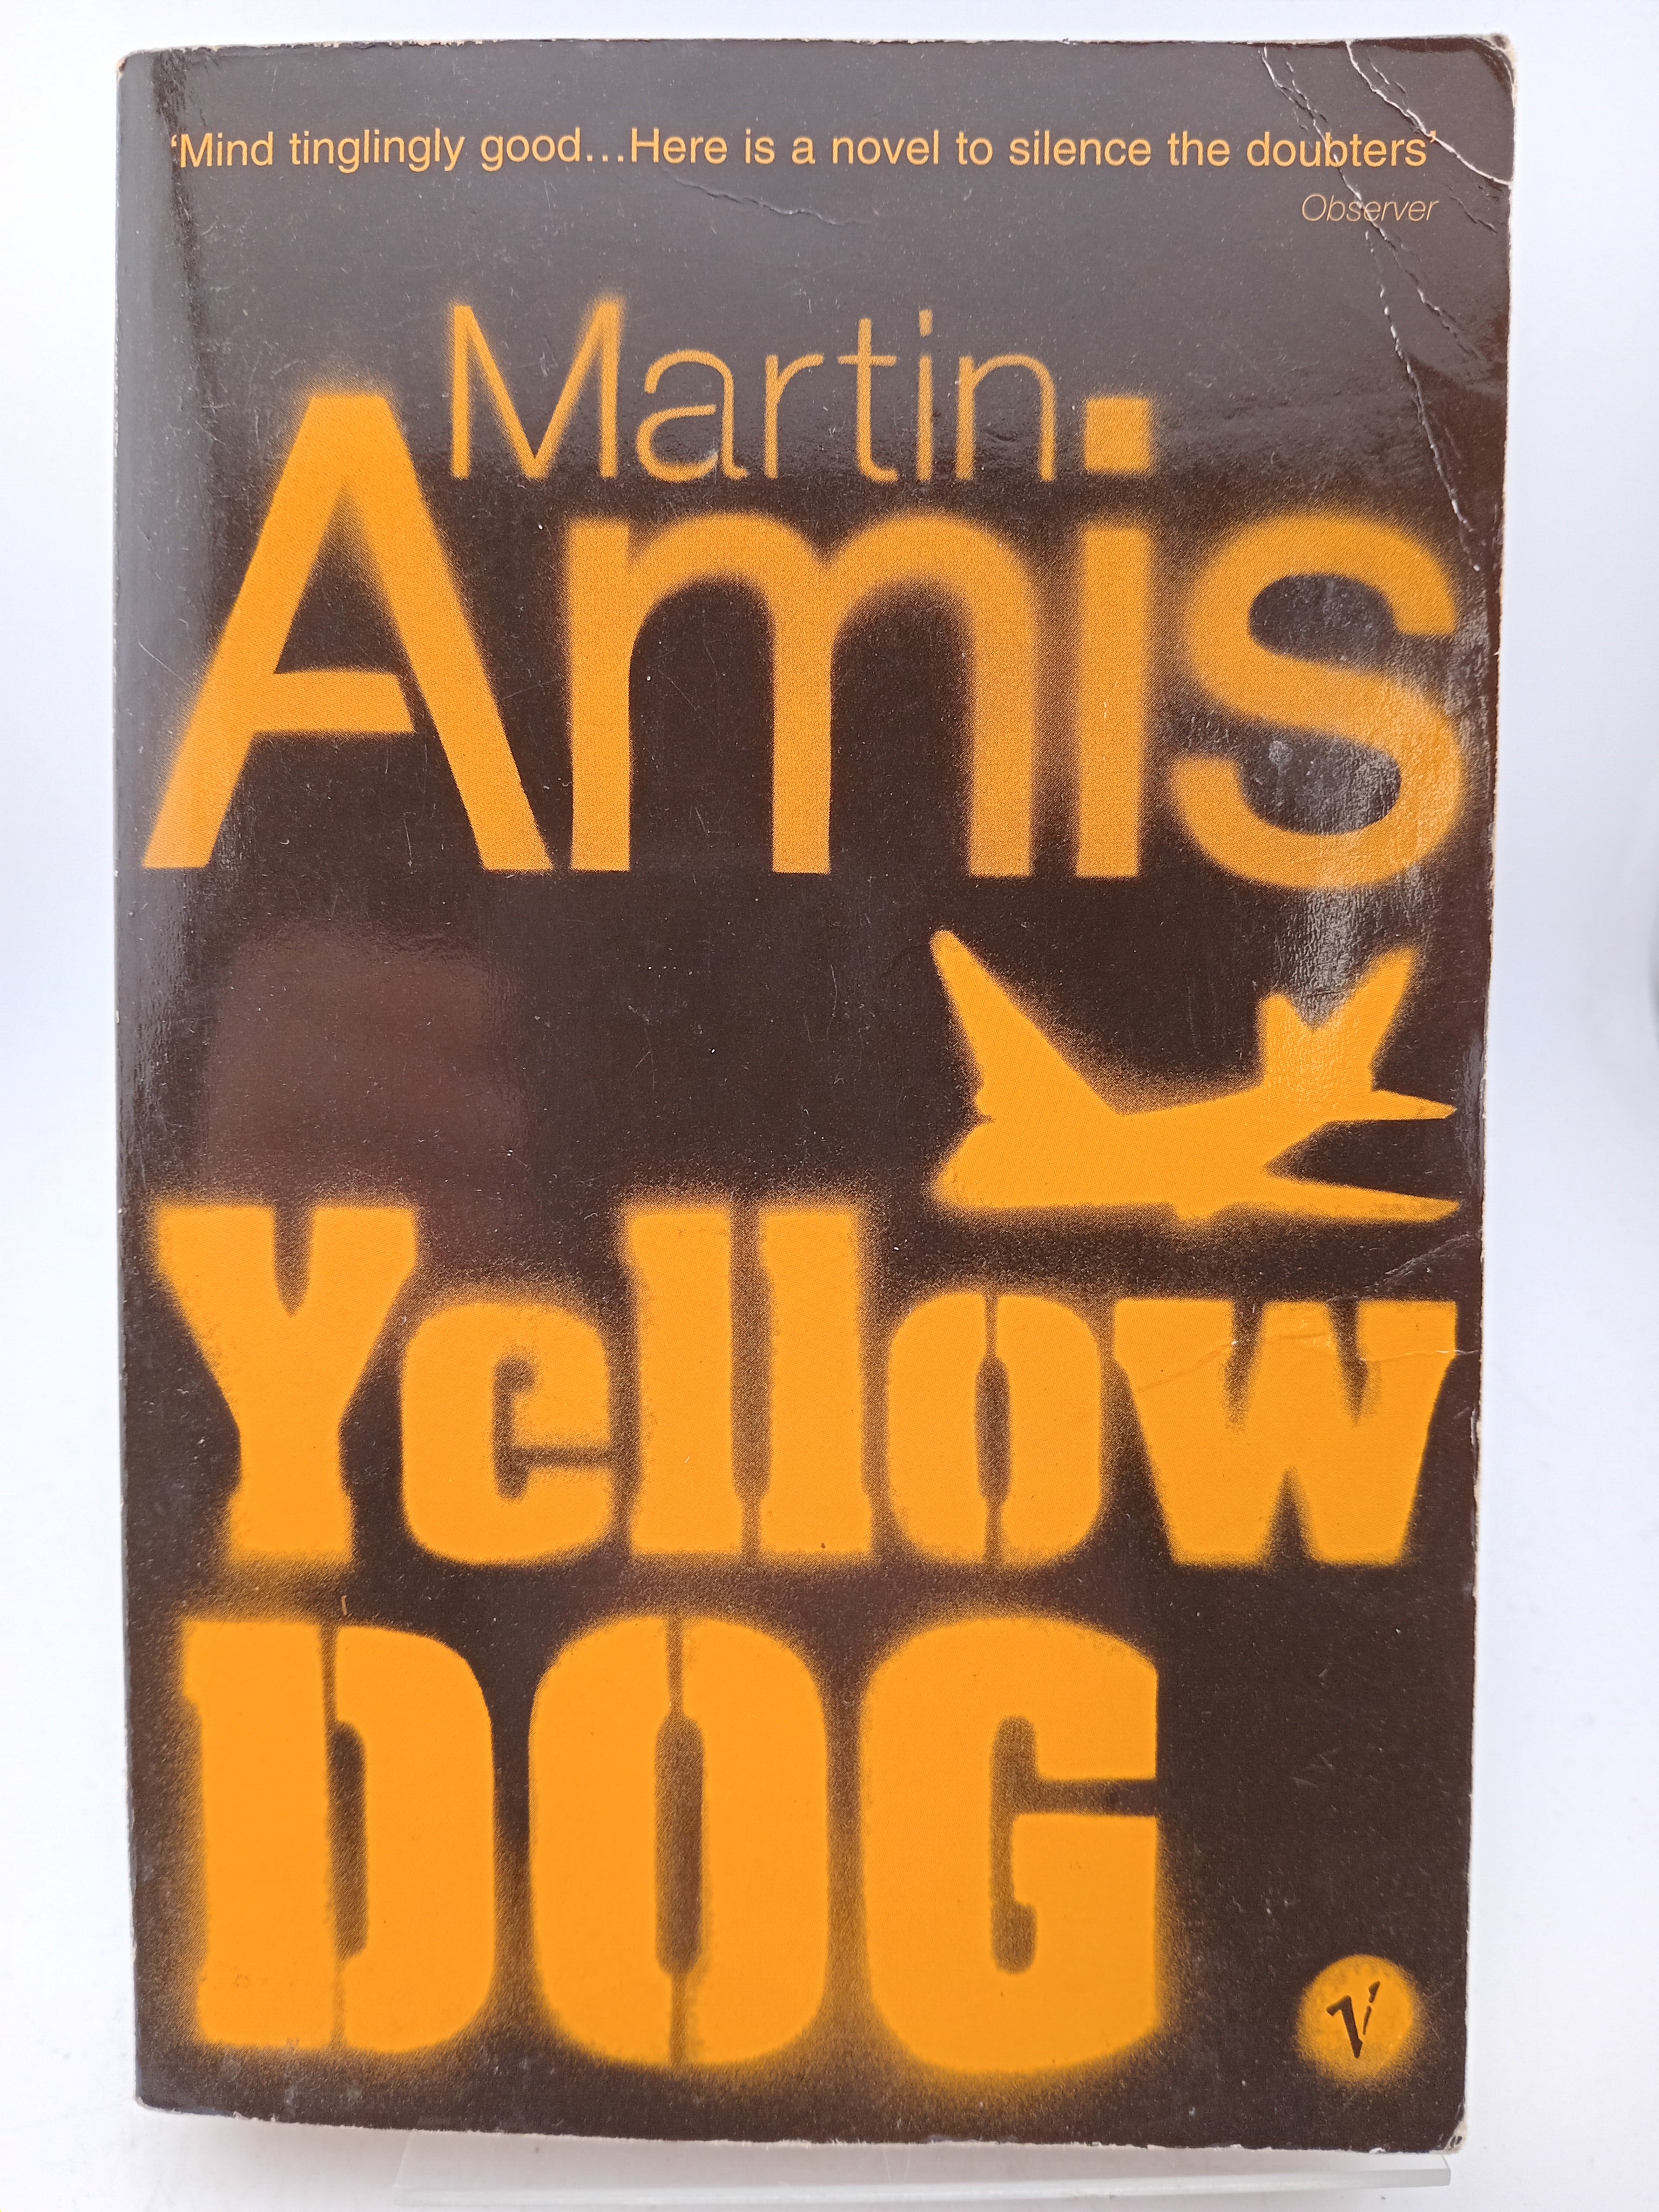 ‘Mind tinglingly good...Here is a novel to silence the doubters’
Observer
Martin
Amis
Yellow
DOG
V